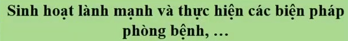 Sinh hoạt lành mạnh và thực hiện các biện pháp
phòng bệnh, …